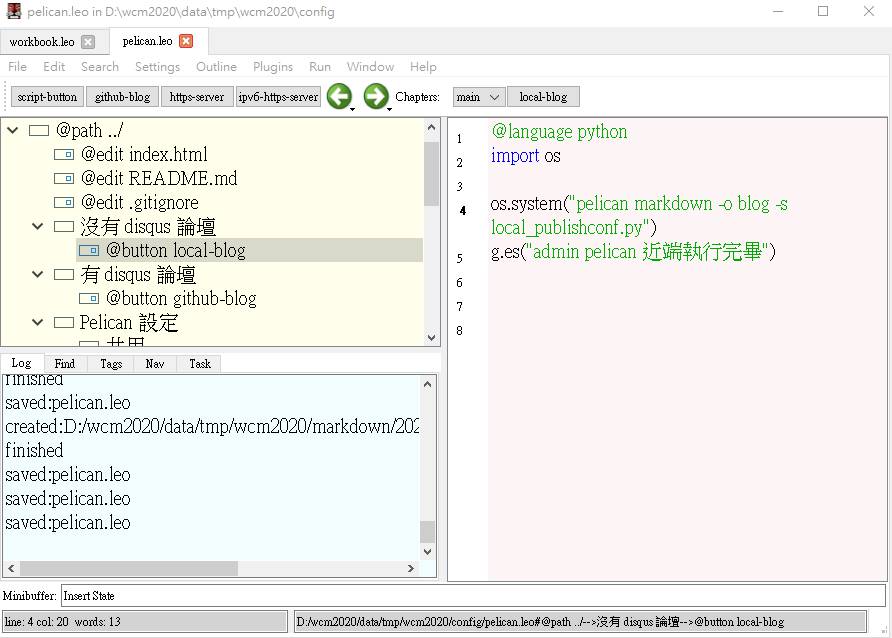 pelican.leo in D:\wcm2020\data\tmp\wcm2020\config
workbook.leo
pelican.leo
File Edit Search Settings Outline Plugins Run Window Help
script-button github-blog https-server ipv6-https-server Chapters: main local-blog
@path ../
@edit index.html
@edit README.md
@edit .gitignore
沒有 disqus 論壇
@button local-blog
有 disqus 論壇
@button github-blog
Pelican 設定
Log Find Tags Nav Task
finished
saved:pelican.leo
created:D:/wcm2020/data/tmp/wcm2020/markdown/202
finished
saved:pelican.leo
saved:pelican.leo
saved:pelican.leo
1 @language python
2 import os
3
4 os.system("pelican markdown -o blog -s
local_publishconf.py")
5 g.es("admin pelican 近端執行完畢")
6
7
8
Minibuffer: Insert State
line: 4 col: 20 words: 13
D:/wcm2020/data/tmp/wcm2020/config/pelican.leo#@path ../-->沒有 disqus 論壇-->@button local-blog